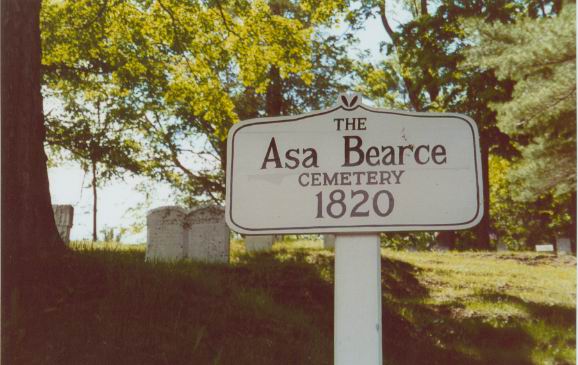 THE
Asa Bearce
CEMETERY
1820